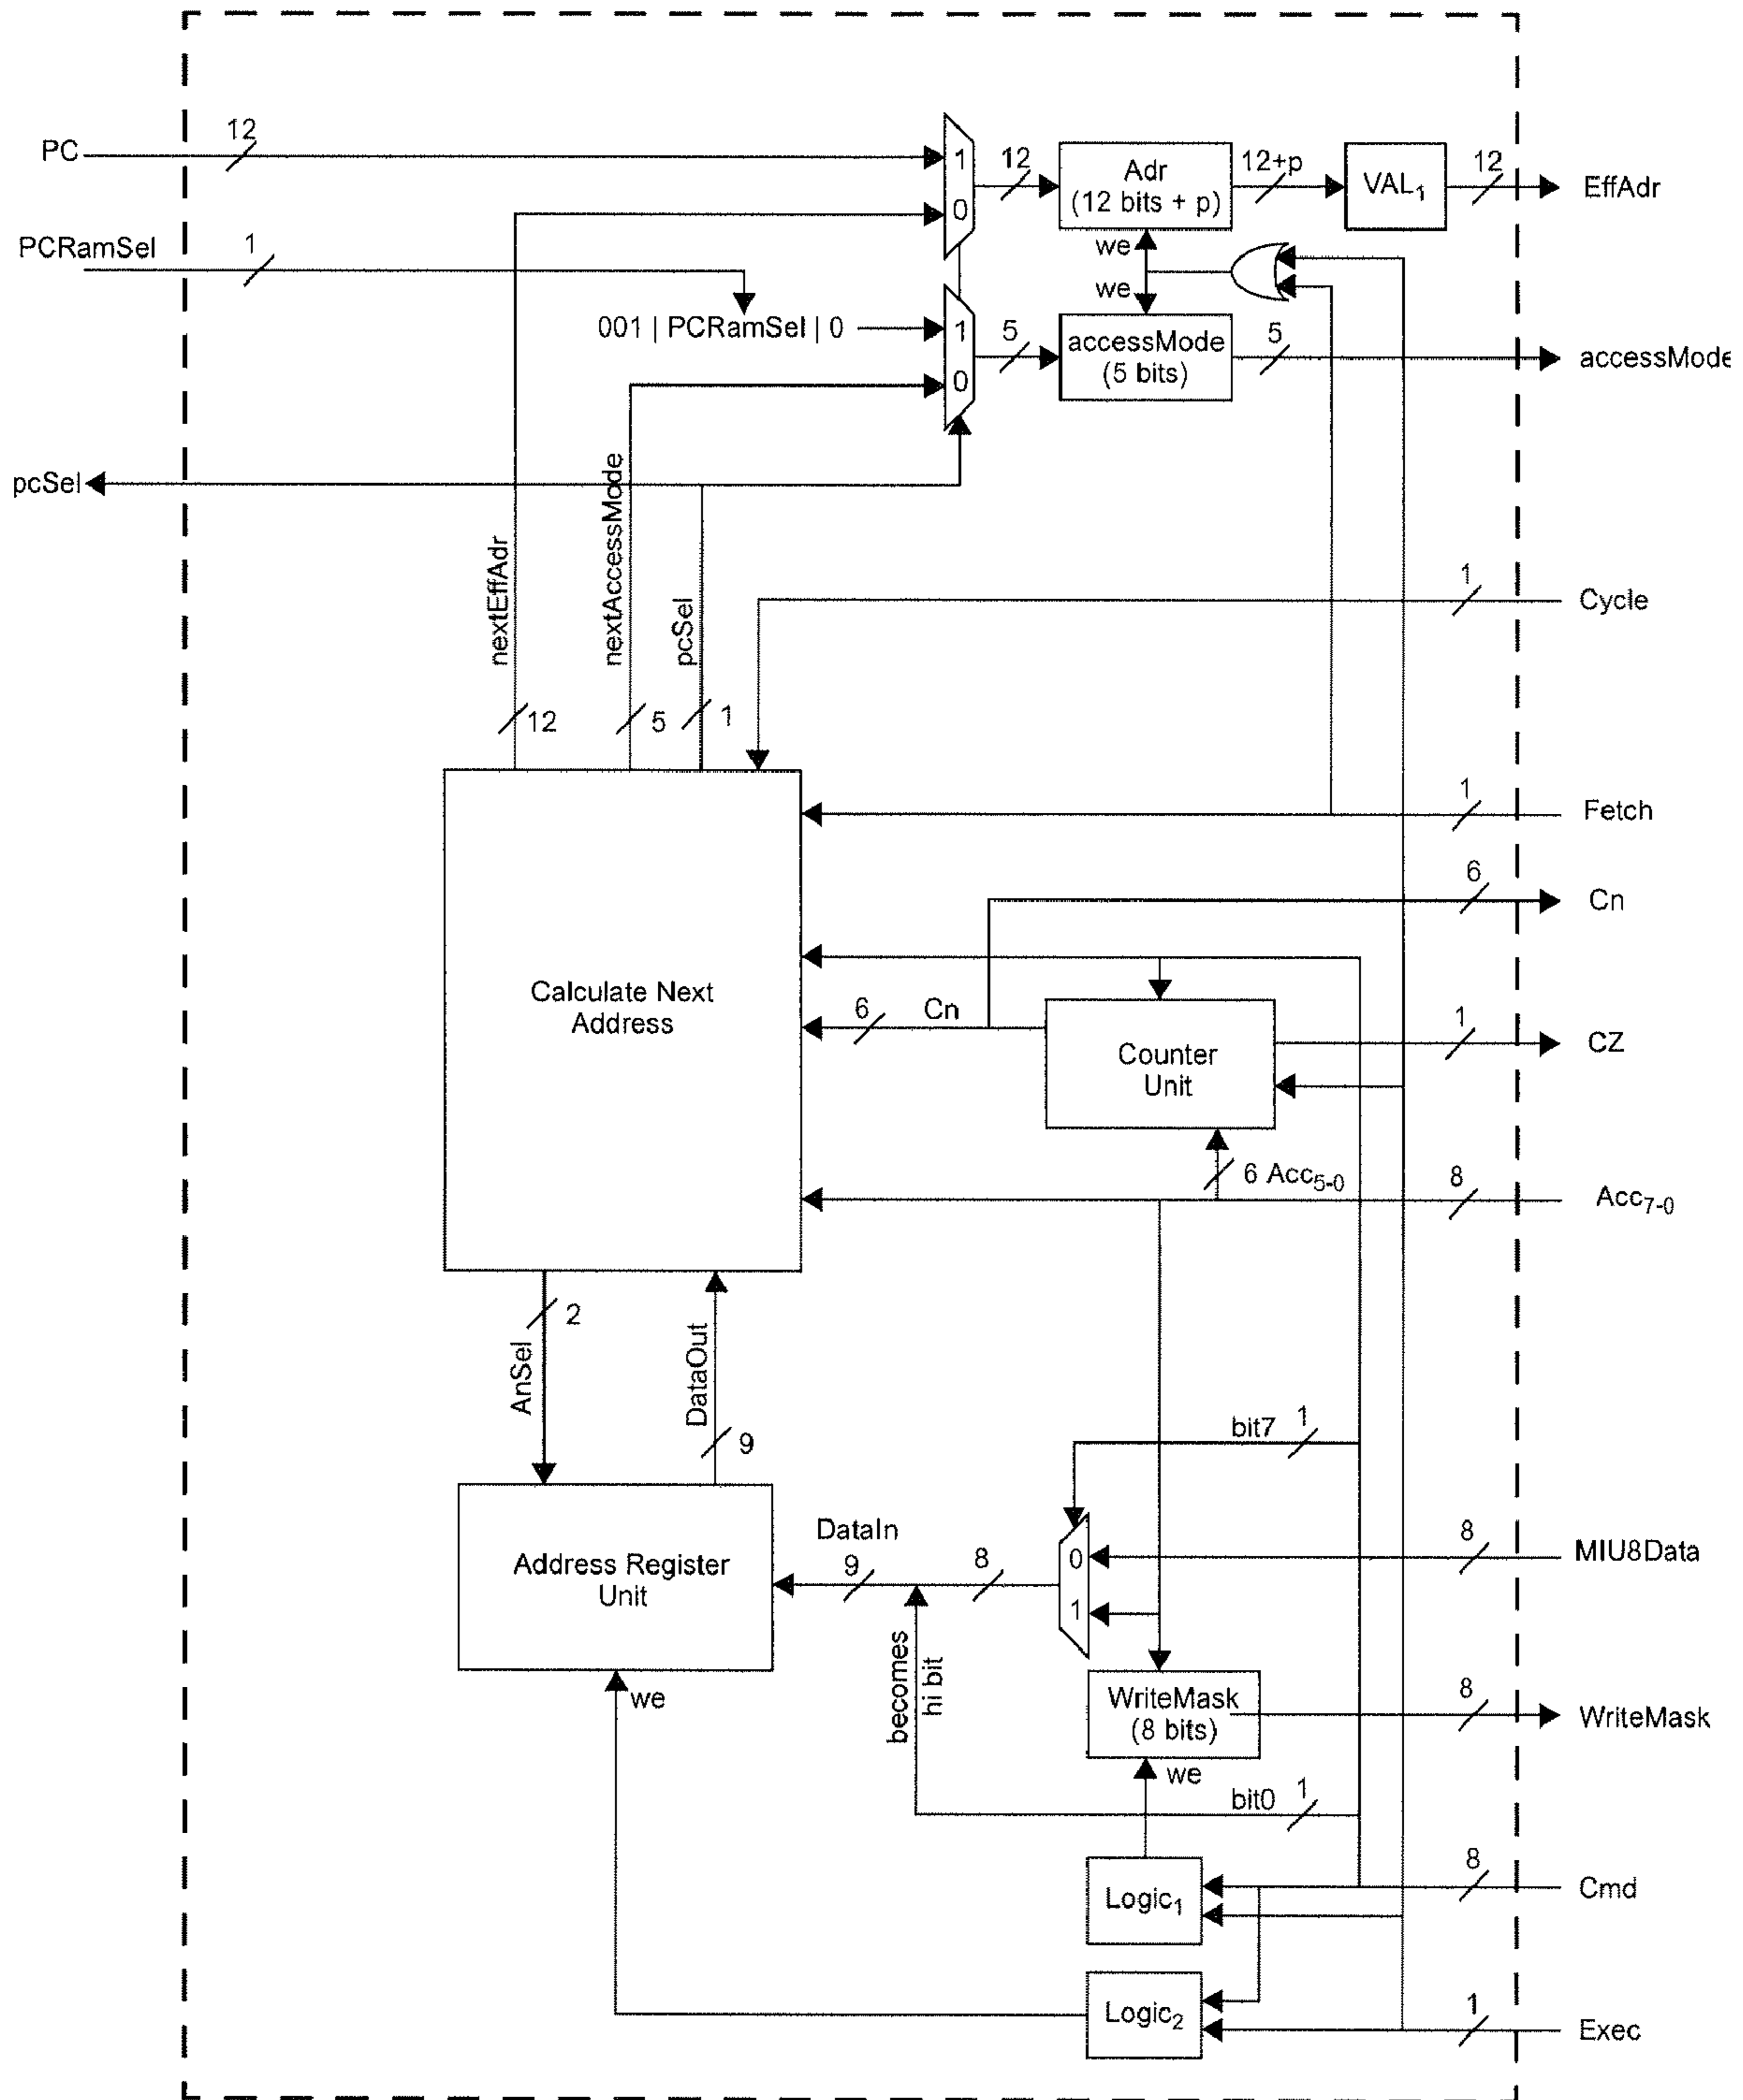 PC
12
1
0
12
Adr
(12 bits + p)
12+p
VAL1
12
EffAdr
PCRamSel
1
we
we
001 | PCRamSel | 0
1
0
5
accessMode
(5 bits)
5
accessMode
pcSel
nextEffAdr
nextAccessMode
pcSel
12
5
1
1
Cycle
1
Fetch
6
Cn
Calculate Next
Address
6
Cn
Counter
Unit
1
CZ
6 Acc5-0
8
Acc7-0
AnSel
2
DataOut
9
bit7
1
Address Register
Unit
DataIn
9
8
0
1
8
MIU8Data
becomes
hi bit
we
WriteMask
(8 bits)
8
WriteMask
we
bit0
1
Logic1
8
Cmd
Logic2
1
Exec